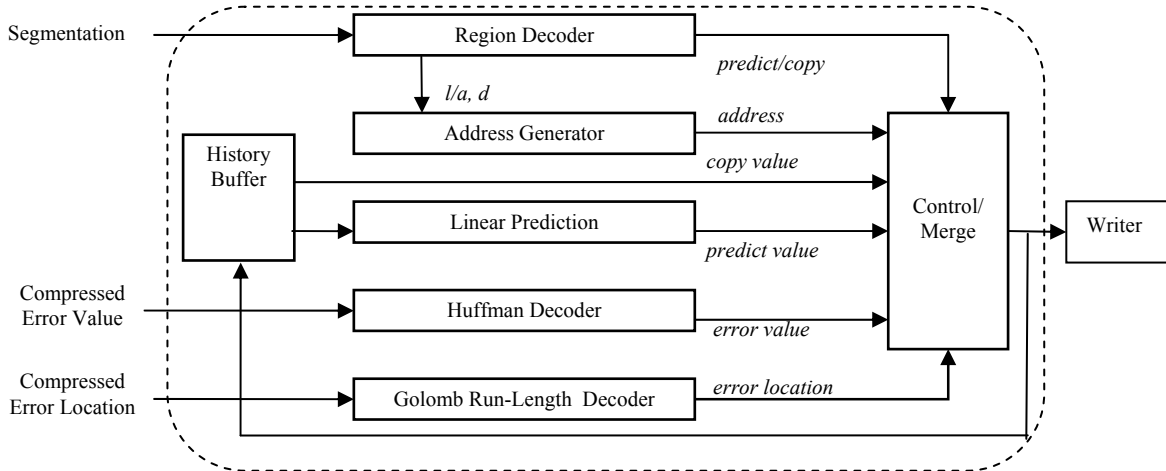 Segmentation
Region Decoder
predict/copy
l/a, d
Address Generator
address
History
Buffer
copy value
Linear Prediction
predict value
Control/
Merge
Writer
Compressed
Error Value
Huffman Decoder
error value
Compressed
Error Location
Golomb Run-Length Decoder
error location